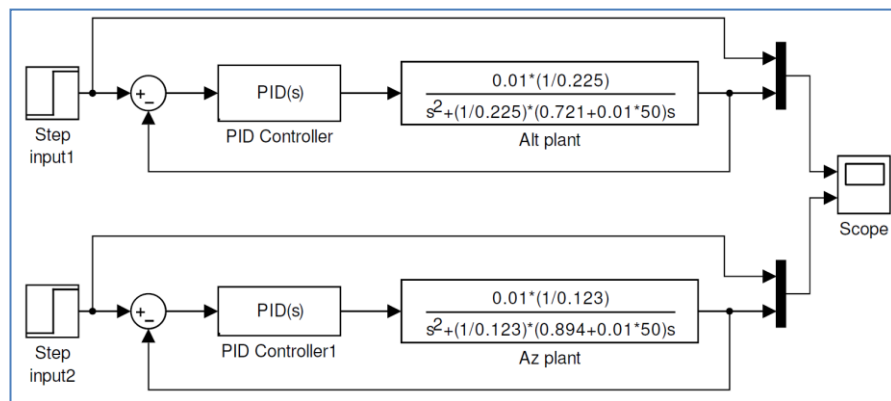 Step
input1
+
−
PID(s)
PID Controller
0.01*(1/0.225)
s2+(1/0.225)*(0.721+0.01*50)s
Alt plant
Scope
Step
input2
+
−
PID(s)
PID Controller1
0.01*(1/0.123)
s2+(1/0.123)*(0.894+0.01*50)s
Az plant